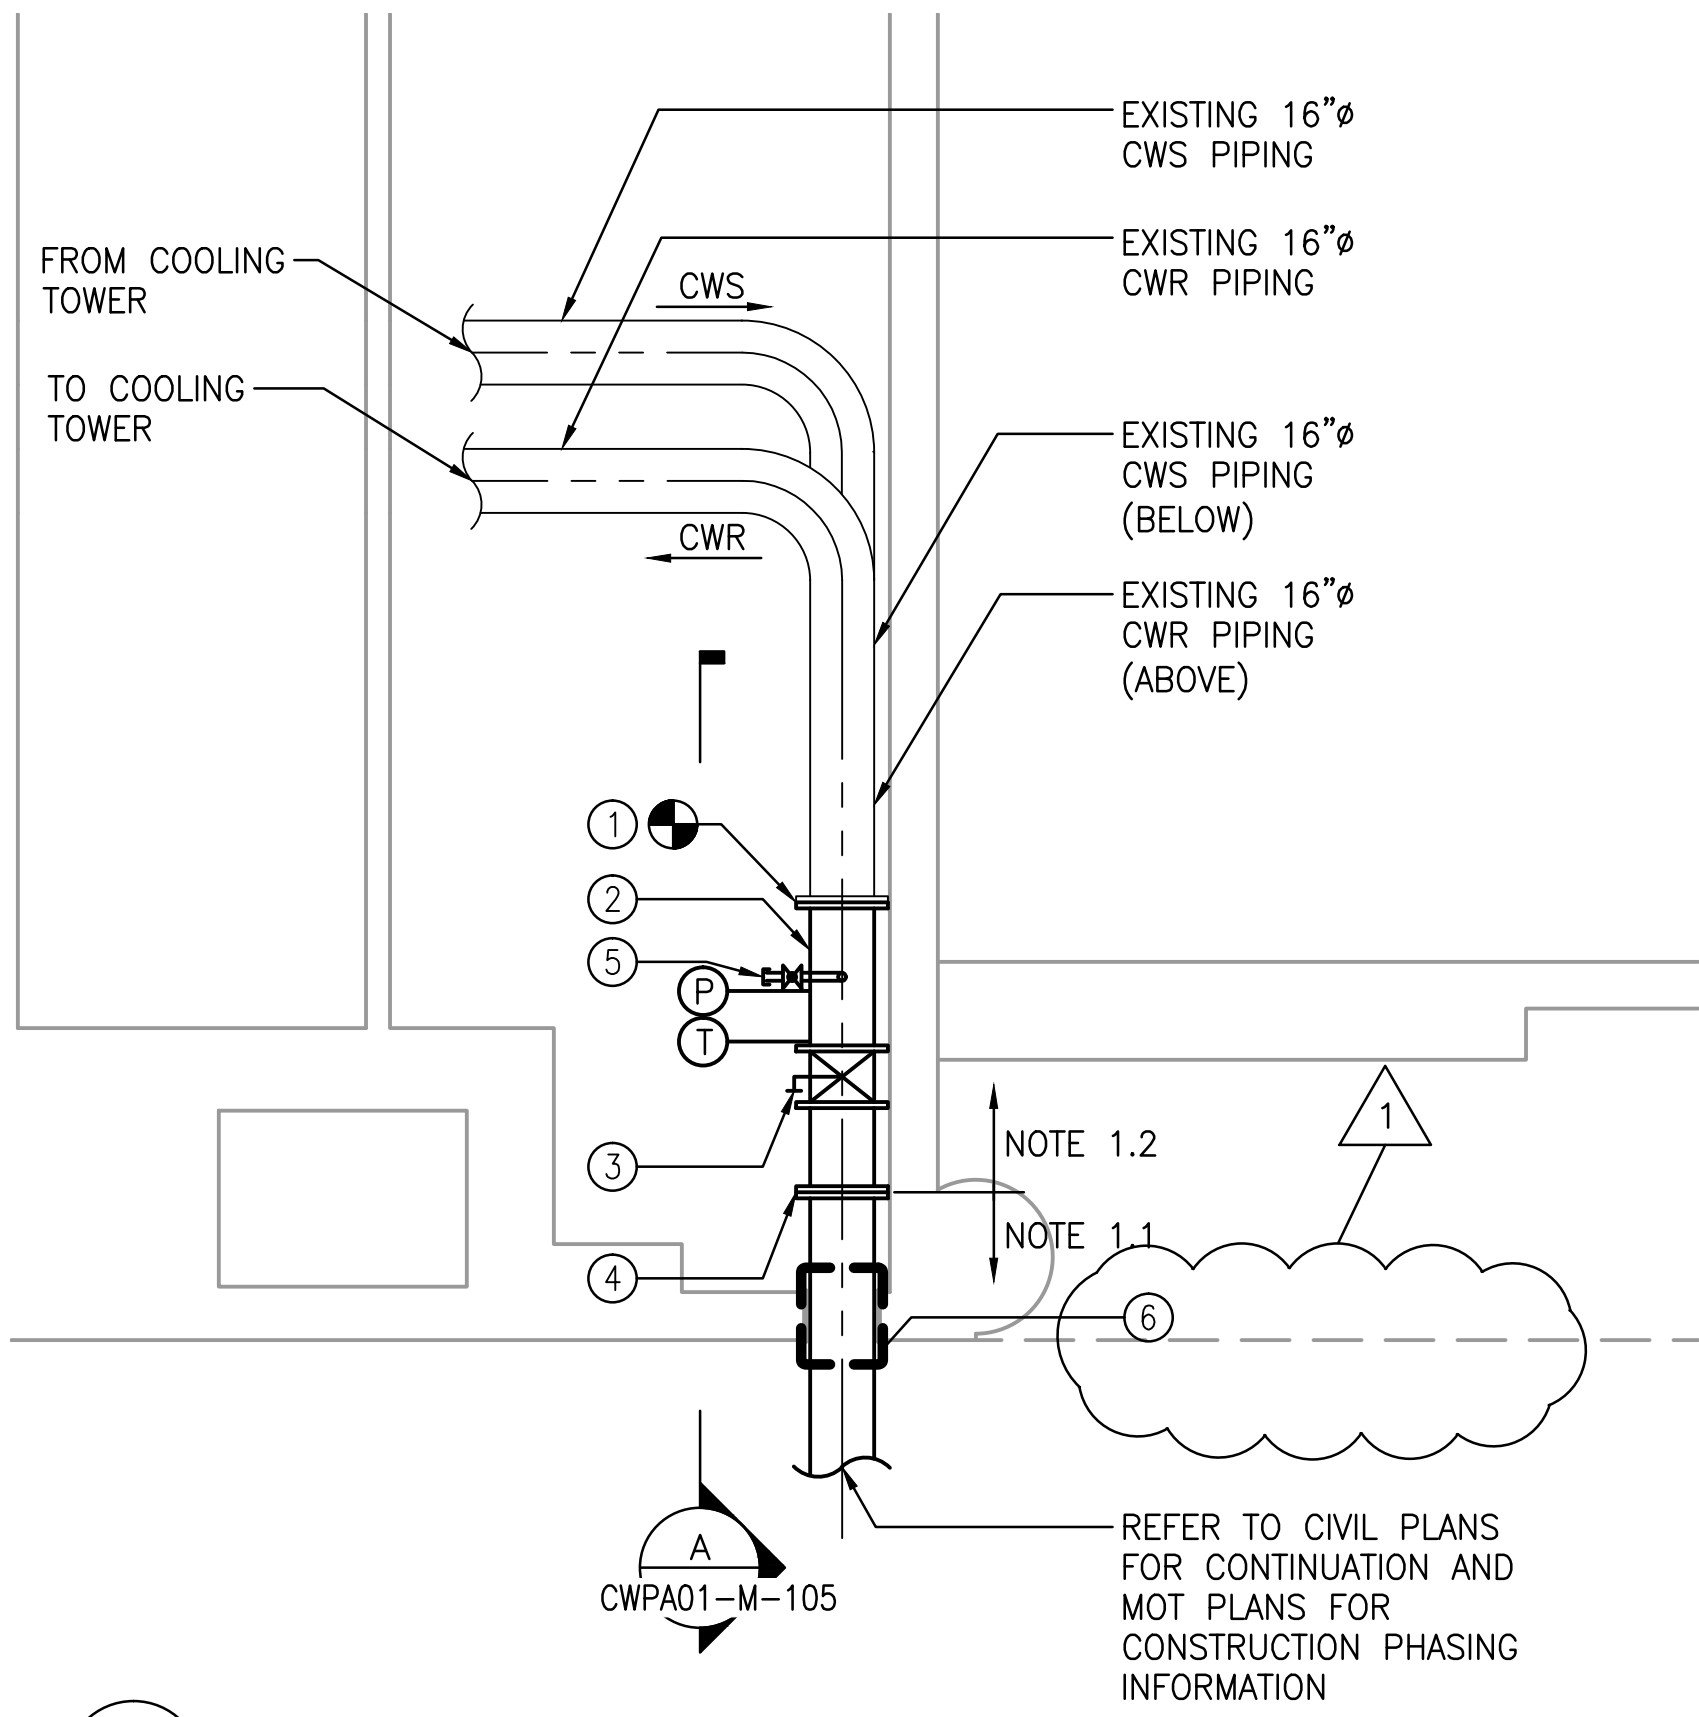 EXISTING 16"ø
CWS PIPING
EXISTING 16"ø
CWR PIPING
FROM COOLING
TOWER
CWS
TO COOLING
TOWER
EXISTING 16"ø
CWS PIPING
(BELOW)
CWR
EXISTING 16"ø
CWR PIPING
(ABOVE)
1
2
5
P
T
1
NOTE 1.2
3
NOTE 1.1
4
6
A
CWPA01-M-105
REFER TO CIVIL PLANS
FOR CONTINUATION AND
MOT PLANS FOR
CONSTRUCTION PHASING
INFORMATION